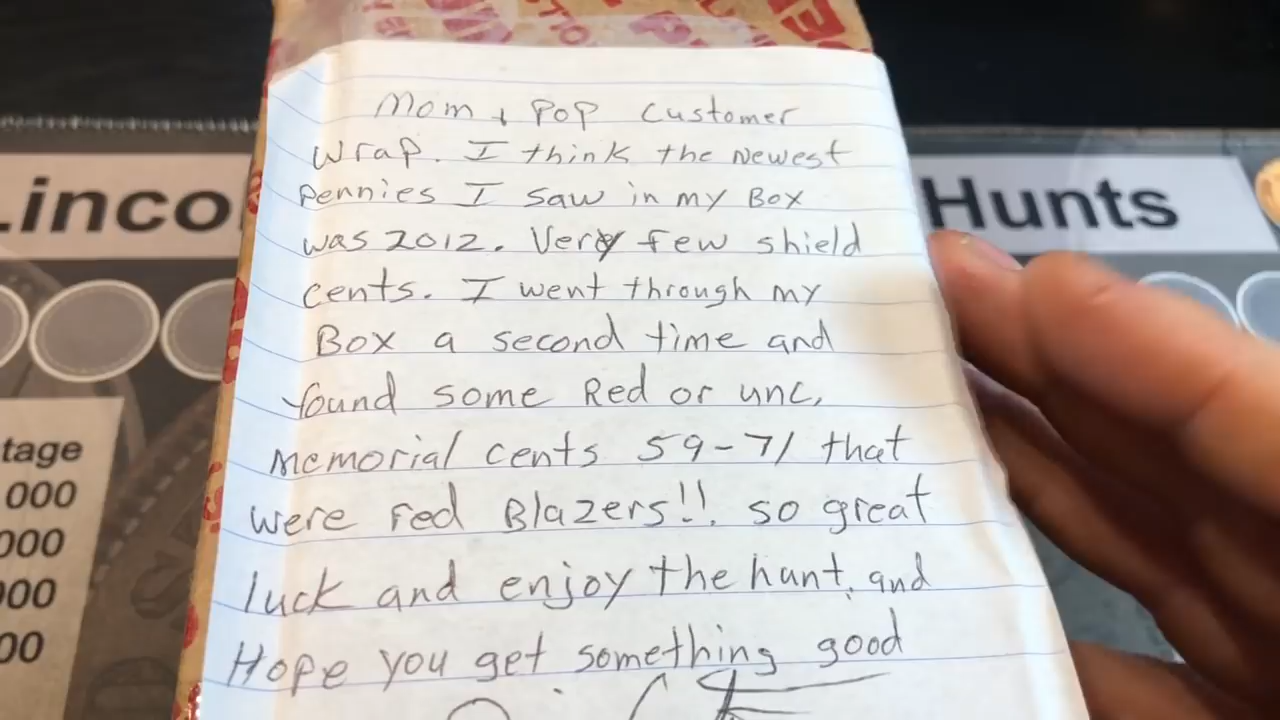 Mom + Pop Customer
Wrap. I think the Newest
Pennies I saw in my Box
was 2012. Very few shield
cents. I went through my
Box a second time and
found some Red or unc,
memorial cents 59-71 that
were red Blazers!!. so great
luck and enjoy the hunt, and
Hope you get something good
.inco
Hunts
tage
000
000
000
00